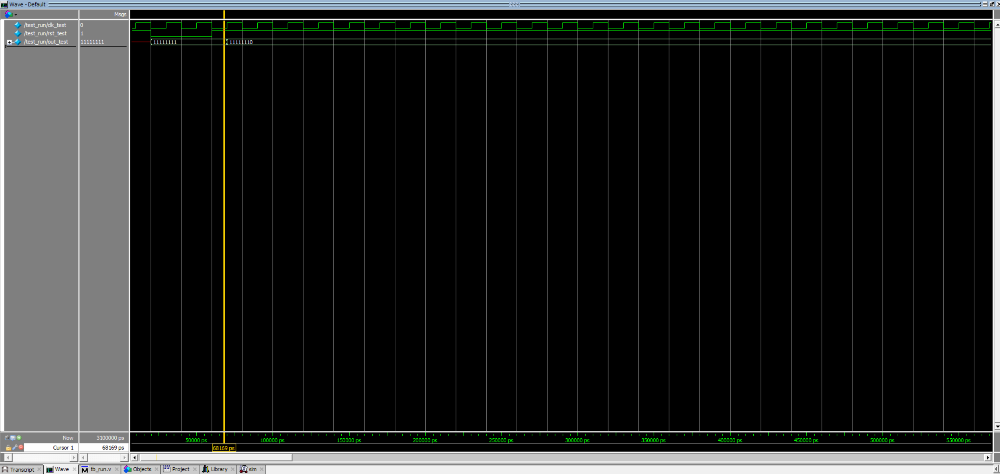 Wave - Default
Msgs
/test_run/clk_test 0
/test_run/rst_test 1
/test_run/out_test 11111111 11111111 11111110
Now 3100000 ps 50000 ps 100000 ps 150000 ps 200000 ps 250000 ps 300000 ps 350000 ps 400000 ps 450000 ps 500000 ps 550000 ps
Cursor 1 68169 ps 68169 ps
Transcript Wave tb_run.v Objects Project Library sim